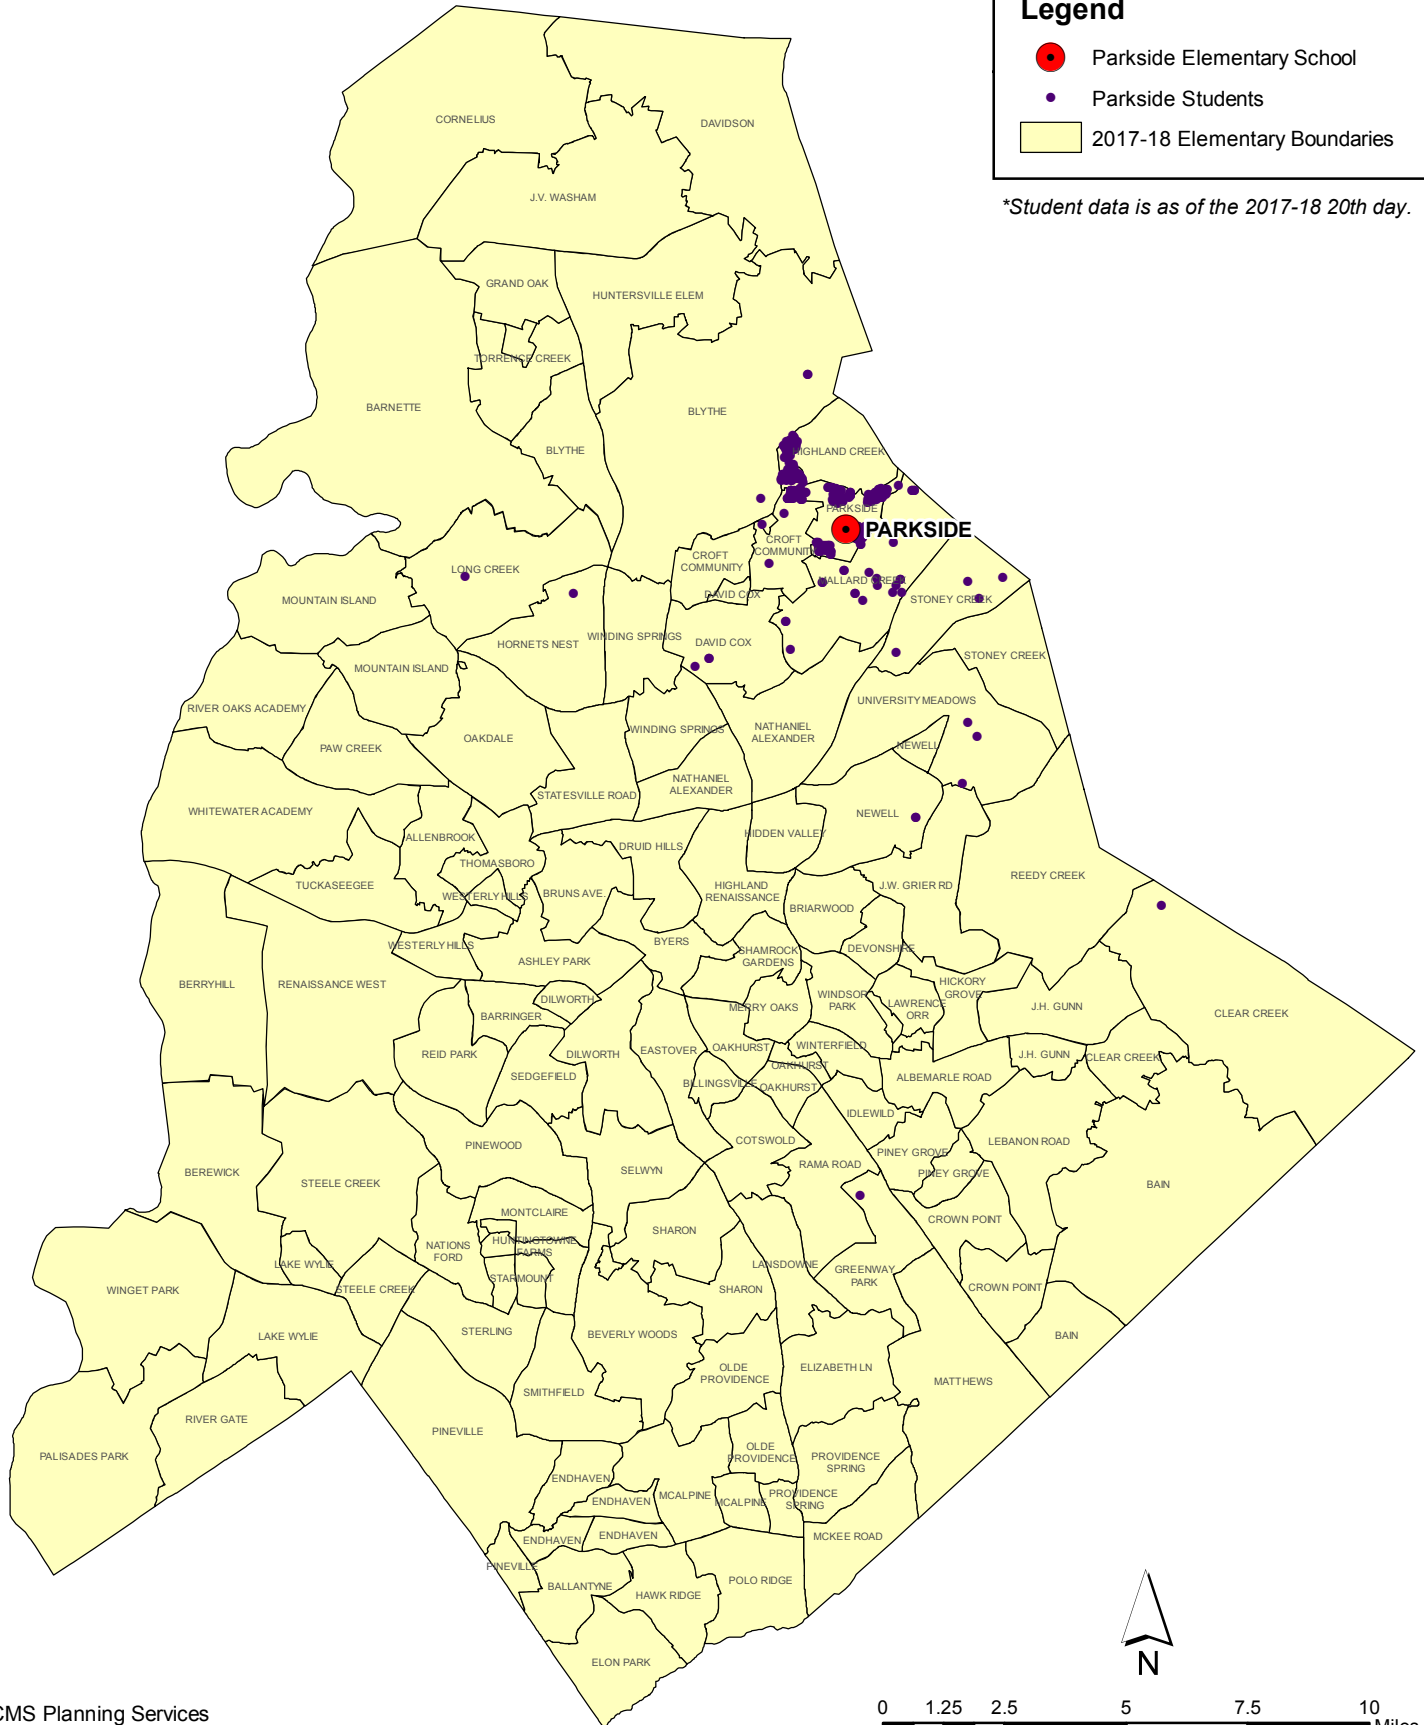 Legend
Parkside Elementary School
Parkside Students
2017-18 Elementary Boundaries
*Student data is as of the 2017-18 20th day.
CORNELIUS
DAVIDSON
J.V. WASHAM
GRAND OAK
HUNTERSVILLE ELEM
TORRENCE CREEK
BARNETTE
BLYTHE
BLYTHE
HIGHLAND CREEK
PARKSIDE
PARKSIDE
CROFT
COMMUNITY
CROFT
COMMUNITY
LONG CREEK
MALLARD CREEK
DAVID COX
MOUNTAIN ISLAND
STONEY CREEK
HORNETS NEST
WINDING SPRINGS
DAVID COX
STONEY CREEK
MOUNTAIN ISLAND
RIVER OAKS ACADEMY
UNIVERSITY MEADOWS
PAW CREEK
OAKDALE
WINDING SPRINGS
NATHANIEL
ALEXANDER
NEWELL
NATHANIEL
ALEXANDER
STATESVILLE ROAD
WHITEWATER ACADEMY
NEWELL
ALLENBROOK
HIDDEN VALLEY
DRUID HILLS
THOMASBORO
TUCKASEEGEE
WESTERLY HILLS
BRUNS AVE.
HIGHLAND
RENAISSANCE
J.W. GRIER RD
REEDY CREEK
BRIARWOOD
WESTERLY HILLS
ASHLEY PARK
BYERS
SHAMROCK
GARDENS
DEVONSHIRE
BERRYHILL
RENAISSANCE WEST
DILWORTH
BARRINGER
MERRY OAKS
WINDSOR
PARK
LAWRENCE
ORR
HICKORY
GROVE
J.H. GUNN
CLEAR CREEK
REID PARK
DILWORTH
EASTOVER
OAKHURST
WINTERFIELD
J.H. GUNN
CLEAR CREEK
SEDGEFIELD
OAKHURST
ALBEMARLE ROAD
BILLINGSVILLE
OAKHURST
IDLEWILD
PINEWOOD
COTSWOLD
LEBANON ROAD
PINEY GROVE
BEREWICK
STEELE CREEK
SELWYN
RAMA ROAD
PINEY GROVE
BAIN
MONTCLAIRE
CROWN POINT
SHARON
NATIONS
FORD
HUNTINGTOWNE
FARMS
LAKE WYLIE
STARMOUNT
LANSDOWNE
GREENWAY
PARK
WINGET PARK
STEELE CREEK
SHARON
CROWN POINT
LAKE WYLIE
STERLING
BEVERLY WOODS
BAIN
OLDE
PROVIDENCE
ELIZABETH LN
MATTHEWS
SMITHFIELD
RIVER GATE
PINEVILLE
PALISADES PARK
OLDE
PROVIDENCE
PROVIDENCE
SPRING
ENDHAVEN
ENDHAVEN
MCALPINE
MCALPINE
PROVIDENCE
SPRING
ENDHAVEN
ENDHAVEN
MCKEE ROAD
PINEVILLE
BALLANTYNE
HAWK RIDGE
POLO RIDGE
ELON PARK
N
CMS Planning Services
0 1.25 2.5 5 7.5 10
Miles